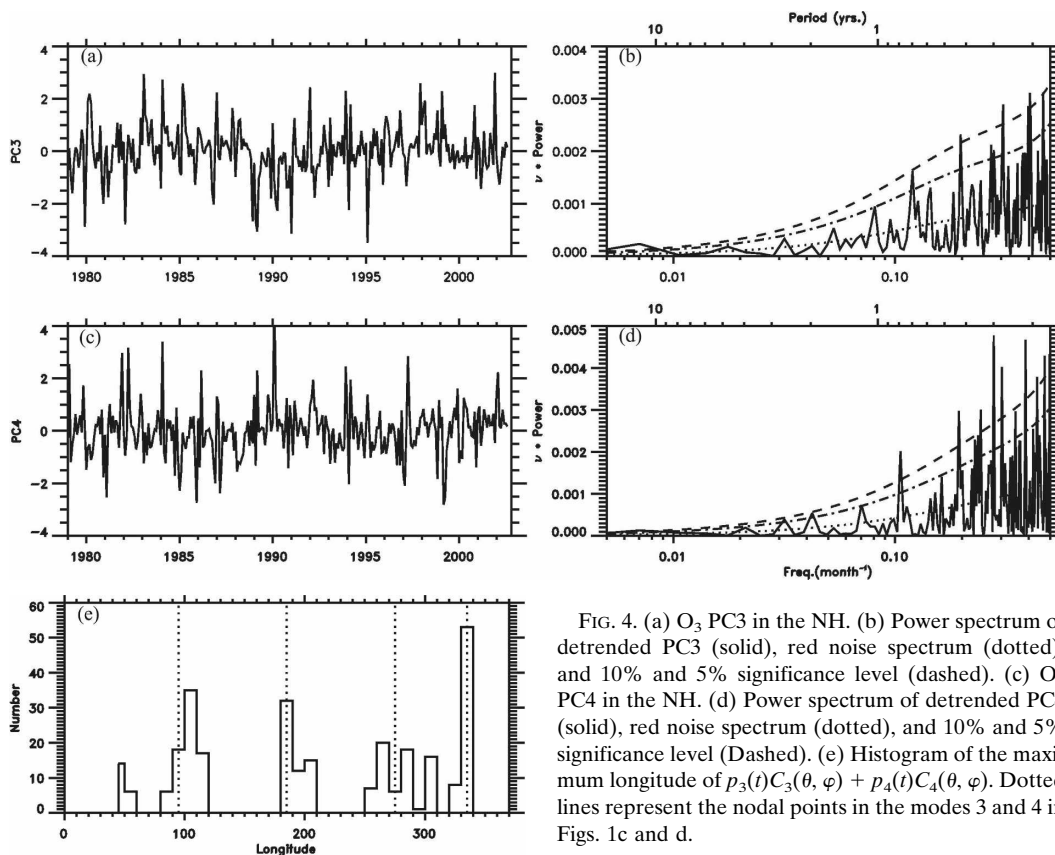 Period (yrs.)
10 1
(a)
4
2
0
-2
-4
PC3
1980 1985 1990 1995 2000
(b)
0.004
0.003
0.002
0.001
0.000
ν * Power
0.01 0.10
(c)
4
2
0
-2
-4
PC4
1980 1985 1990 1995 2000
10 1
(d)
0.005
0.004
0.003
0.002
0.001
0.000
ν * Power
0.01 0.10
Freq.(month⁻¹)
(e)
60
50
40
30
20
10
0
Number
0 100 200 300
Longitude
FIG. 4. (a) O₃ PC3 in the NH. (b) Power spectrum o
detrended PC3 (solid), red noise spectrum (dotted)
and 10% and 5% significance level (dashed). (c) O
PC4 in the NH. (d) Power spectrum of detrended PC
(solid), red noise spectrum (dotted), and 10% and 5%
significance level (Dashed). (e) Histogram of the maxi
mum longitude of p₃(t)C₃(θ, φ) + p₄(t)C₄(θ, φ). Dotted
lines represent the nodal points in the modes 3 and 4 i
Figs. 1c and d.